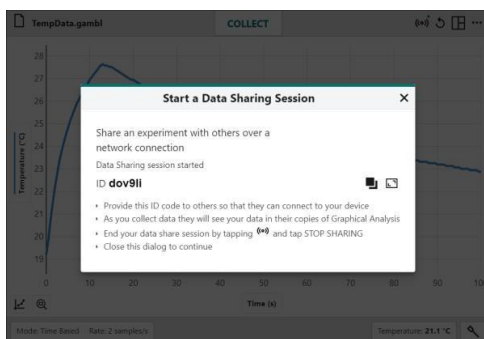 TempData.gambl
COLLECT
28
27
26
25
24
23
22
21
20
19
Temperature (°C)
Start a Data Sharing Session
Share an experiment with others over a
network connection
Data Sharing session started
ID dov9li
Provide this ID code to others so that they can connect to your device
As you collect data they will see your data in their copies of Graphical Analysis
End your data share session by tapping and tap STOP SHARING
Close this dialog to continue
0 10 20 30 40 50 60 70 80 90 10
Time (s)
Mode: Time Based Rate: 2 samples/s
Temperature: 21.1 °C